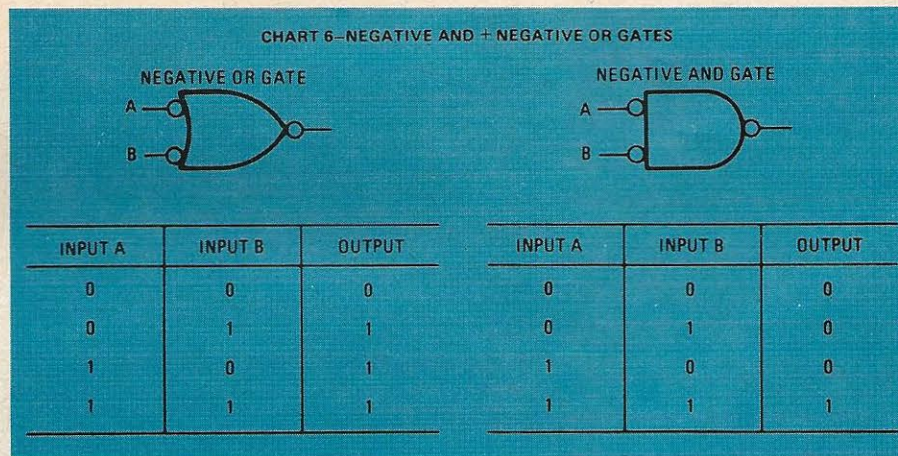 CHART 6–NEGATIVE AND + NEGATIVE OR GATES
NEGATIVE OR GATE
A
B
INPUT A INPUT B OUTPUT
0 0 0
0 1 1
1 0 1
1 1 1
NEGATIVE AND GATE
A
B
INPUT A INPUT B OUTPUT
0 0 0
0 1 0
1 0 0
1 1 1